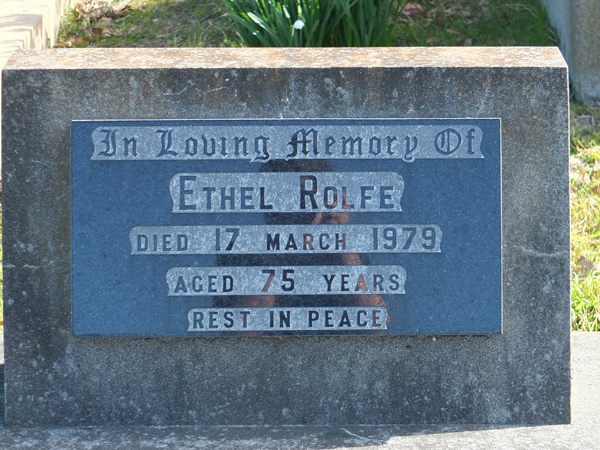 In Loving Memory Of
ETHEL ROLFE
DIED 17 MARCH 1979
AGED 75 YEARS
REST IN PEACE